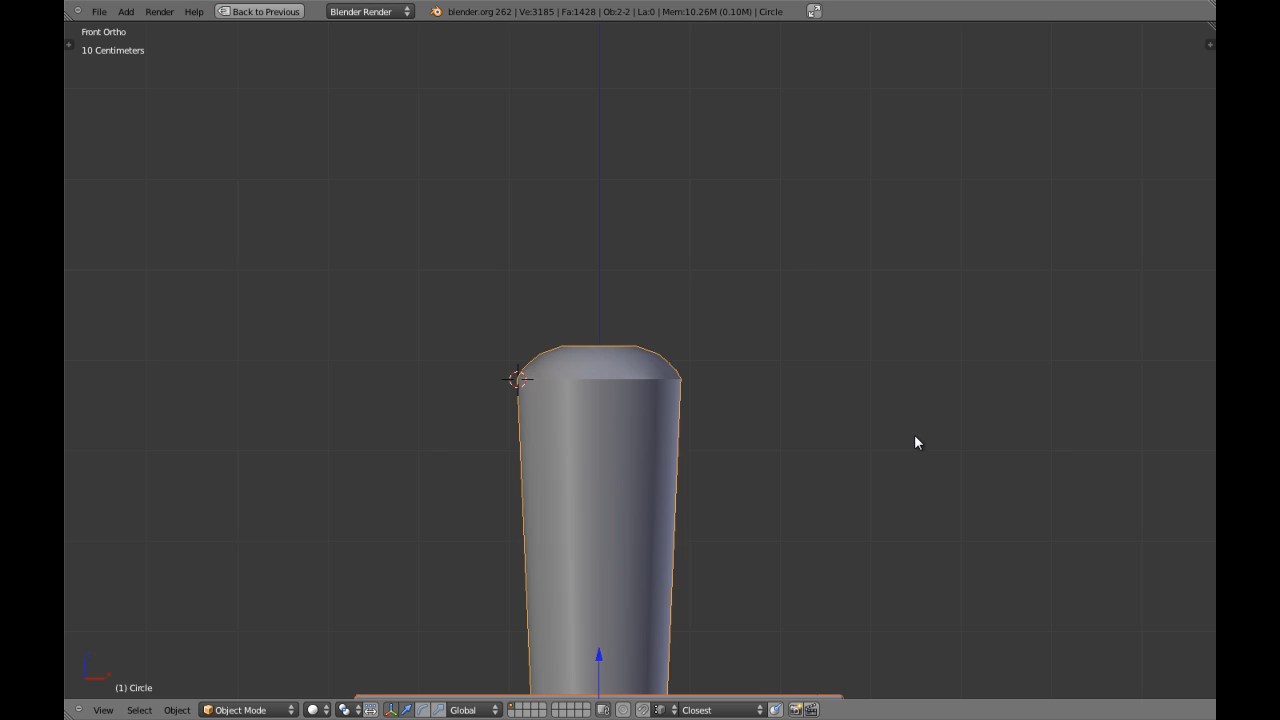 File Add Render Help Back to Previous Blender Render blender.org 262 | Ve:3185 | Fa:1428 | Ob:2-2 | La:0 | Mem:10.26M (0.10M) | Circle
Front Ortho
10 Centimeters
(1) Circle
View Select Object Object Mode Global Closest